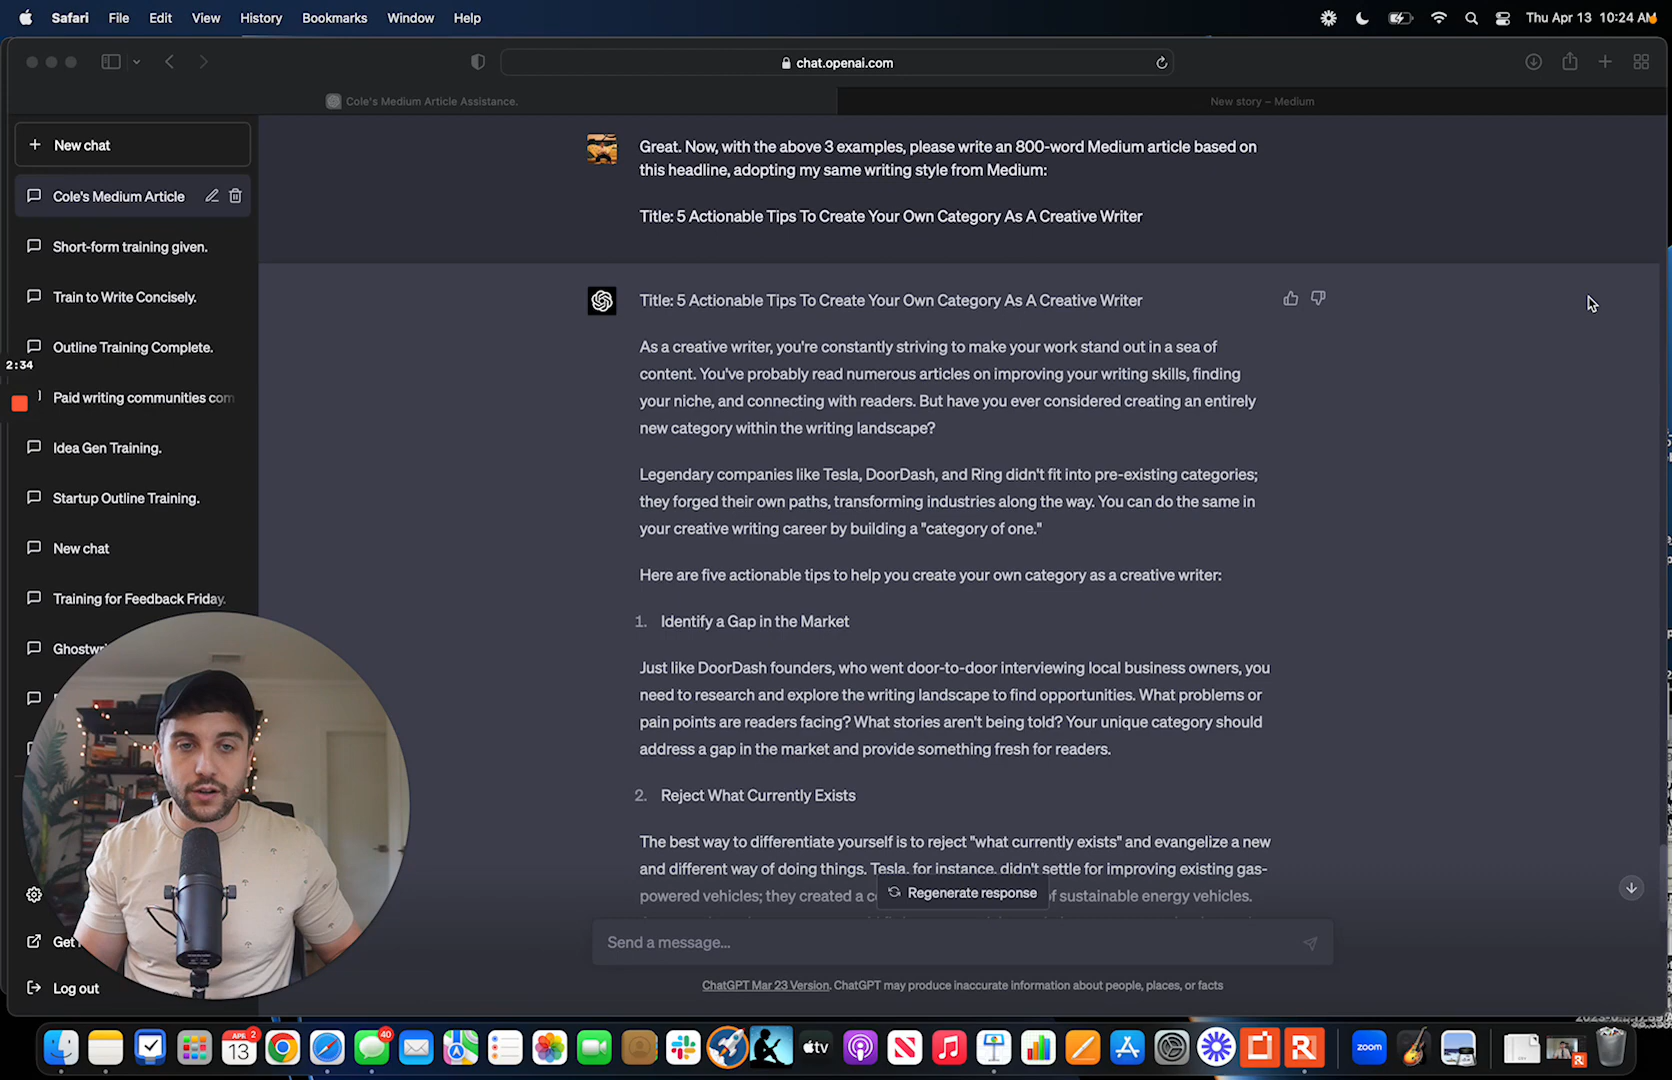 Safari File Edit View History Bookmarks Window Help
Thu Apr 13 10:24 AM
chat.openai.com
Cole's Medium Article Assistance.
New story – Medium
New chat
Cole's Medium Article
Short-form training given.
Train to Write Concisely.
Outline Training Complete.
2:34
Paid writing communities com
Idea Gen Training.
Startup Outline Training.
New chat
Training for Feedback Friday.
Log out
Great. Now, with the above 3 examples, please write an 800-word Medium article based on
this headline, adopting my same writing style from Medium:
Title: 5 Actionable Tips To Create Your Own Category As A Creative Writer
Title: 5 Actionable Tips To Create Your Own Category As A Creative Writer
As a creative writer, you're constantly striving to make your work stand out in a sea of
content. You've probably read numerous articles on improving your writing skills, finding
your niche, and connecting with readers. But have you ever considered creating an entirely
new category within the writing landscape?
Legendary companies like Tesla, DoorDash, and Ring didn't fit into pre-existing categories;
they forged their own paths, transforming industries along the way. You can do the same in
your creative writing career by building a "category of one."
Here are five actionable tips to help you create your own category as a creative writer:
1. Identify a Gap in the Market
Just like DoorDash founders, who went door-to-door interviewing local business owners, you
need to research and explore the writing landscape to find opportunities. What problems or
pain points are readers facing? What stories aren't being told? Your unique category should
address a gap in the market and provide something fresh for readers.
2. Reject What Currently Exists
The best way to differentiate yourself is to reject "what currently exists" and evangelize a new
and different way of doing things. Tesla, for instance, didn't settle for improving existing gas-
powered vehicles; they created a of sustainable energy vehicles.
Regenerate response
Send a message...
ChatGPT Mar 23 Version. ChatGPT may produce inaccurate information about people, places, or facts
APR 2
13
40
tv
zoom